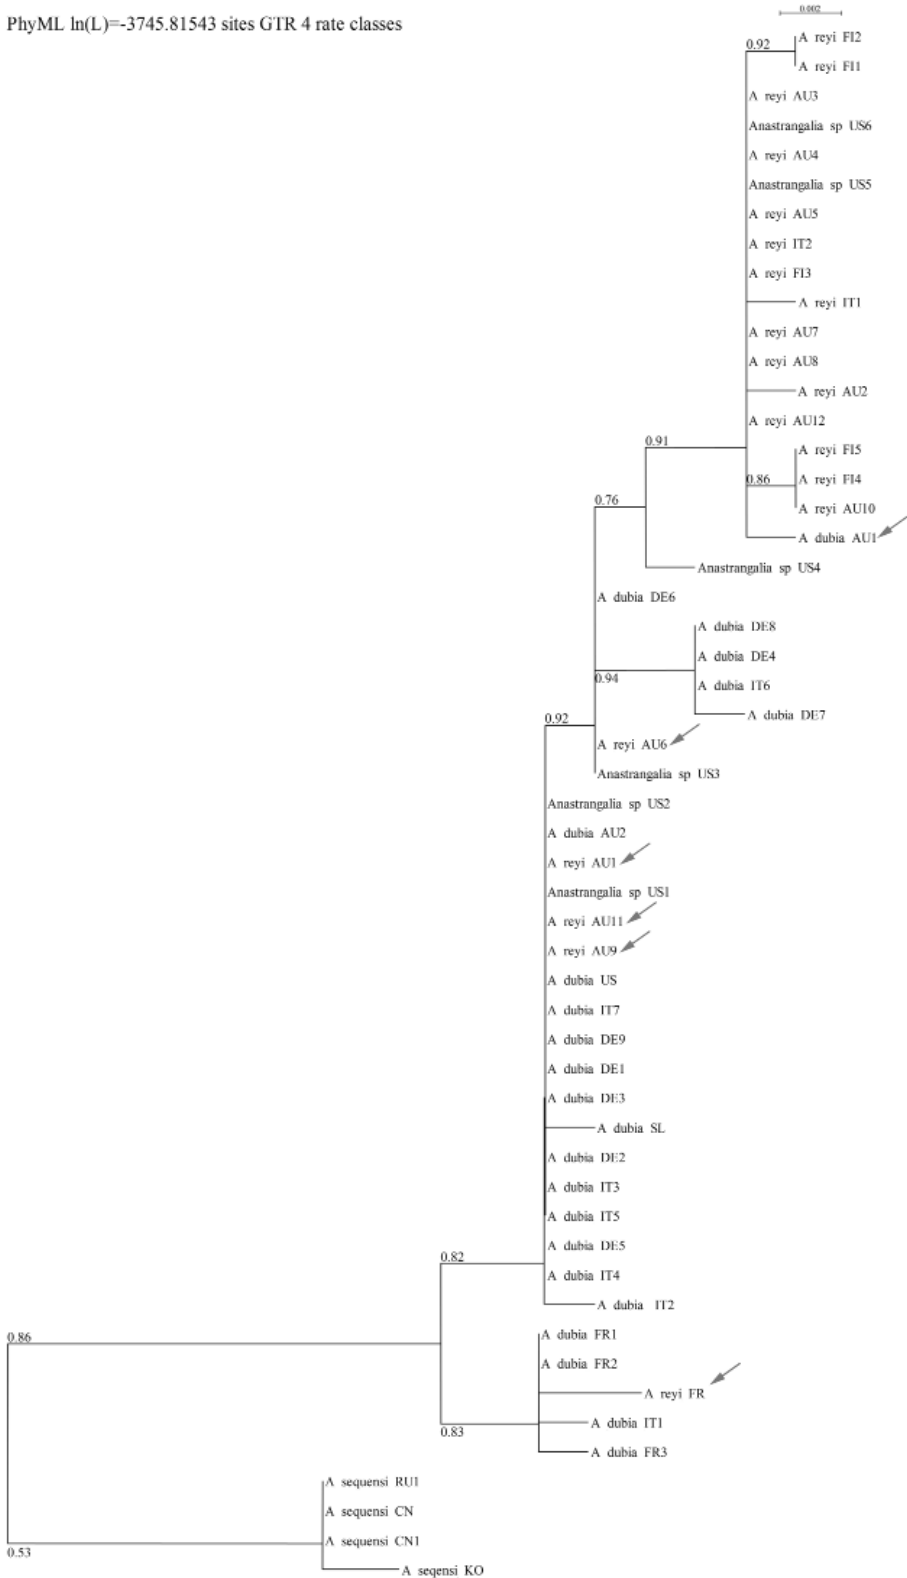 PhyML ln(L)=-3745.81543 sites GTR 4 rate classes
0.002
A reyi FI2
0.92
A reyi FI1
A reyi AU3
Anastrangalia sp US6
A reyi AU4
Anastrangalia sp US5
A reyi AU5
A reyi IT2
A reyi FI3
A reyi IT1
A reyi AU7
A reyi AU8
A reyi AU2
A reyi AU12
0.91
A reyi FI5
0.86
A reyi FI4
0.76
A reyi AU10
A dubia AU1
Anastrangalia sp US4
A dubia DE6
A dubia DE8
A dubia DE4
0.94
A dubia IT6
A dubia DE7
0.92
A reyi AU6
Anastrangalia sp US3
Anastrangalia sp US2
A dubia AU2
A reyi AU1
Anastrangalia sp US1
A reyi AU11
A reyi AU9
A dubia US
A dubia IT7
A dubia DE9
A dubia DE1
A dubia DE3
A dubia SL
A dubia DE2
A dubia IT3
A dubia IT5
A dubia DE5
0.82
A dubia IT4
A dubia IT2
0.86
A dubia FR1
A dubia FR2
A reyi FR
A dubia IT1
0.83
A dubia FR3
A sequensi RU1
A sequensi CN
A sequensi CN1
0.53
A seqensi KO